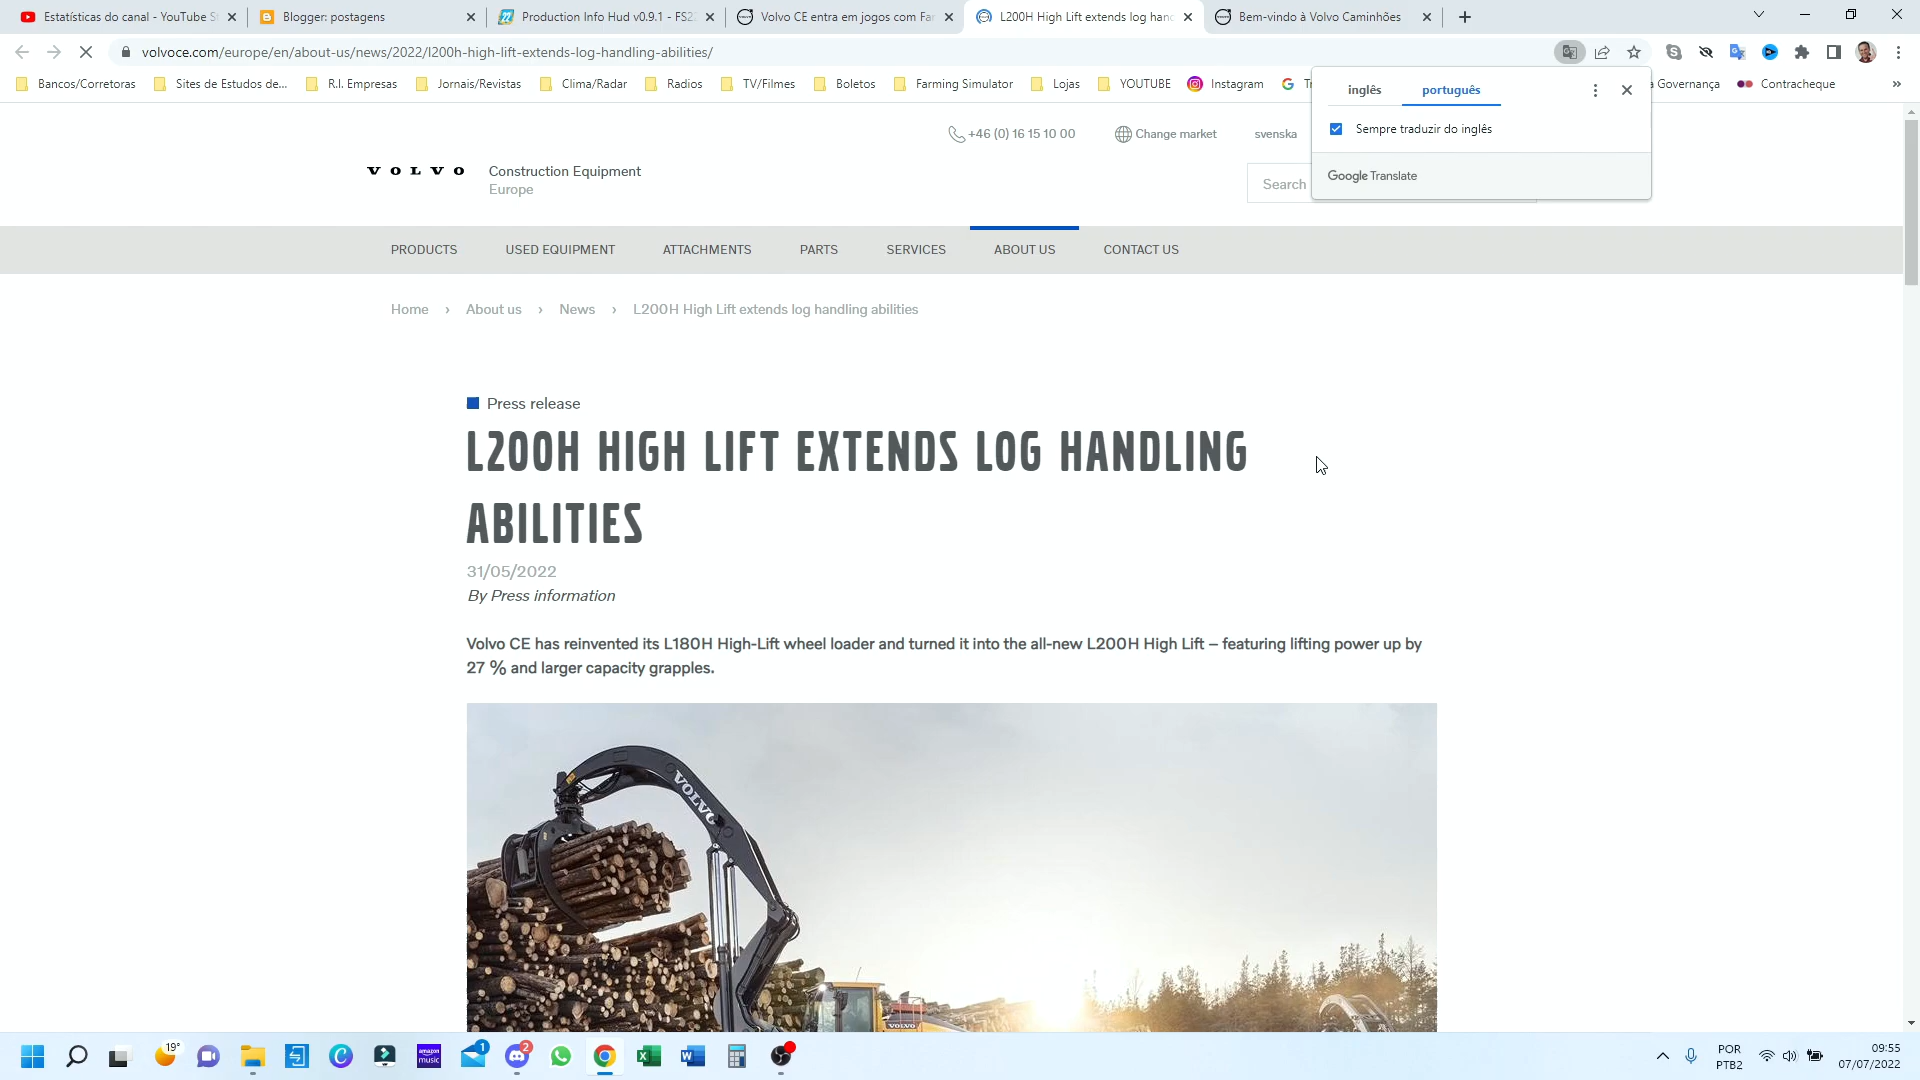 Estatísticas do canal - YouTube S
Blogger: postagens
Production Info Hud v0.9.1 - FS22
Volvo CE entra em jogos com Far
L200H High Lift extends log hand
Bem-vindo à Volvo Caminhões
volvoce.com/europe/en/about-us/news/2022/l200h-high-lift-extends-log-handling-abilities/
Bancos/Corretoras
Sites de Estudos de...
R.I. Empresas
Jornais/Revistas
Clima/Radar
Radios
TV/Filmes
Boletos
Farming Simulator
Lojas
YOUTUBE
Instagram
Governança
Contracheque
inglês
português
Sempre traduzir do inglês
Google Translate
+46 (0) 16 15 10 00
Change market
svenska
VOLVO
Construction Equipment
Europe
Search
PRODUCTS
USED EQUIPMENT
ATTACHMENTS
PARTS
SERVICES
ABOUT US
CONTACT US
Home › About us › News › L200H High Lift extends log handling abilities
Press release
L200H HIGH LIFT EXTENDS LOG HANDLING
ABILITIES
31/05/2022
By Press information
Volvo CE has reinvented its L180H High-Lift wheel loader and turned it into the all-new L200H High Lift – featuring lifting power up by
27 % and larger capacity grapples.
VOLVO
VOLVO
19°
amazon music
1
2
POR
PTB2
09:55
07/07/2022